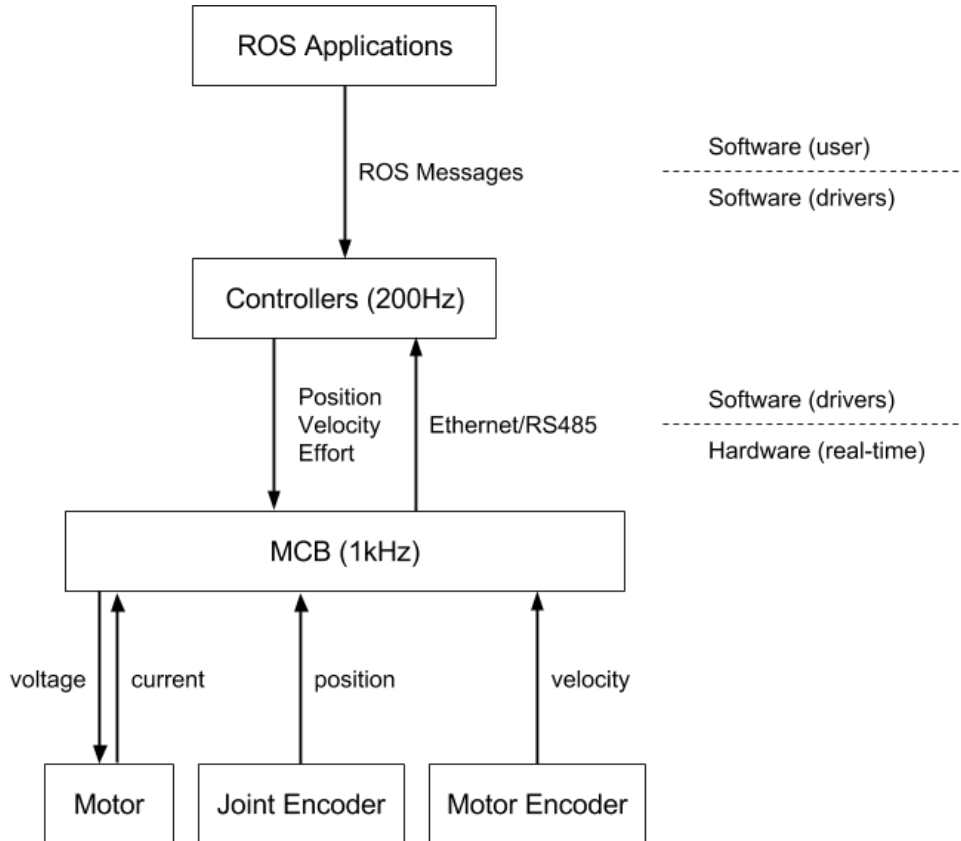 ROS Applications
Software (user)
ROS Messages
Software (drivers)
Controllers (200Hz)
Position
Velocity
Effort
Ethernet/RS485
Software (drivers)
Hardware (real-time)
MCB (1kHz)
voltage
current
position
velocity
Motor
Joint Encoder
Motor Encoder